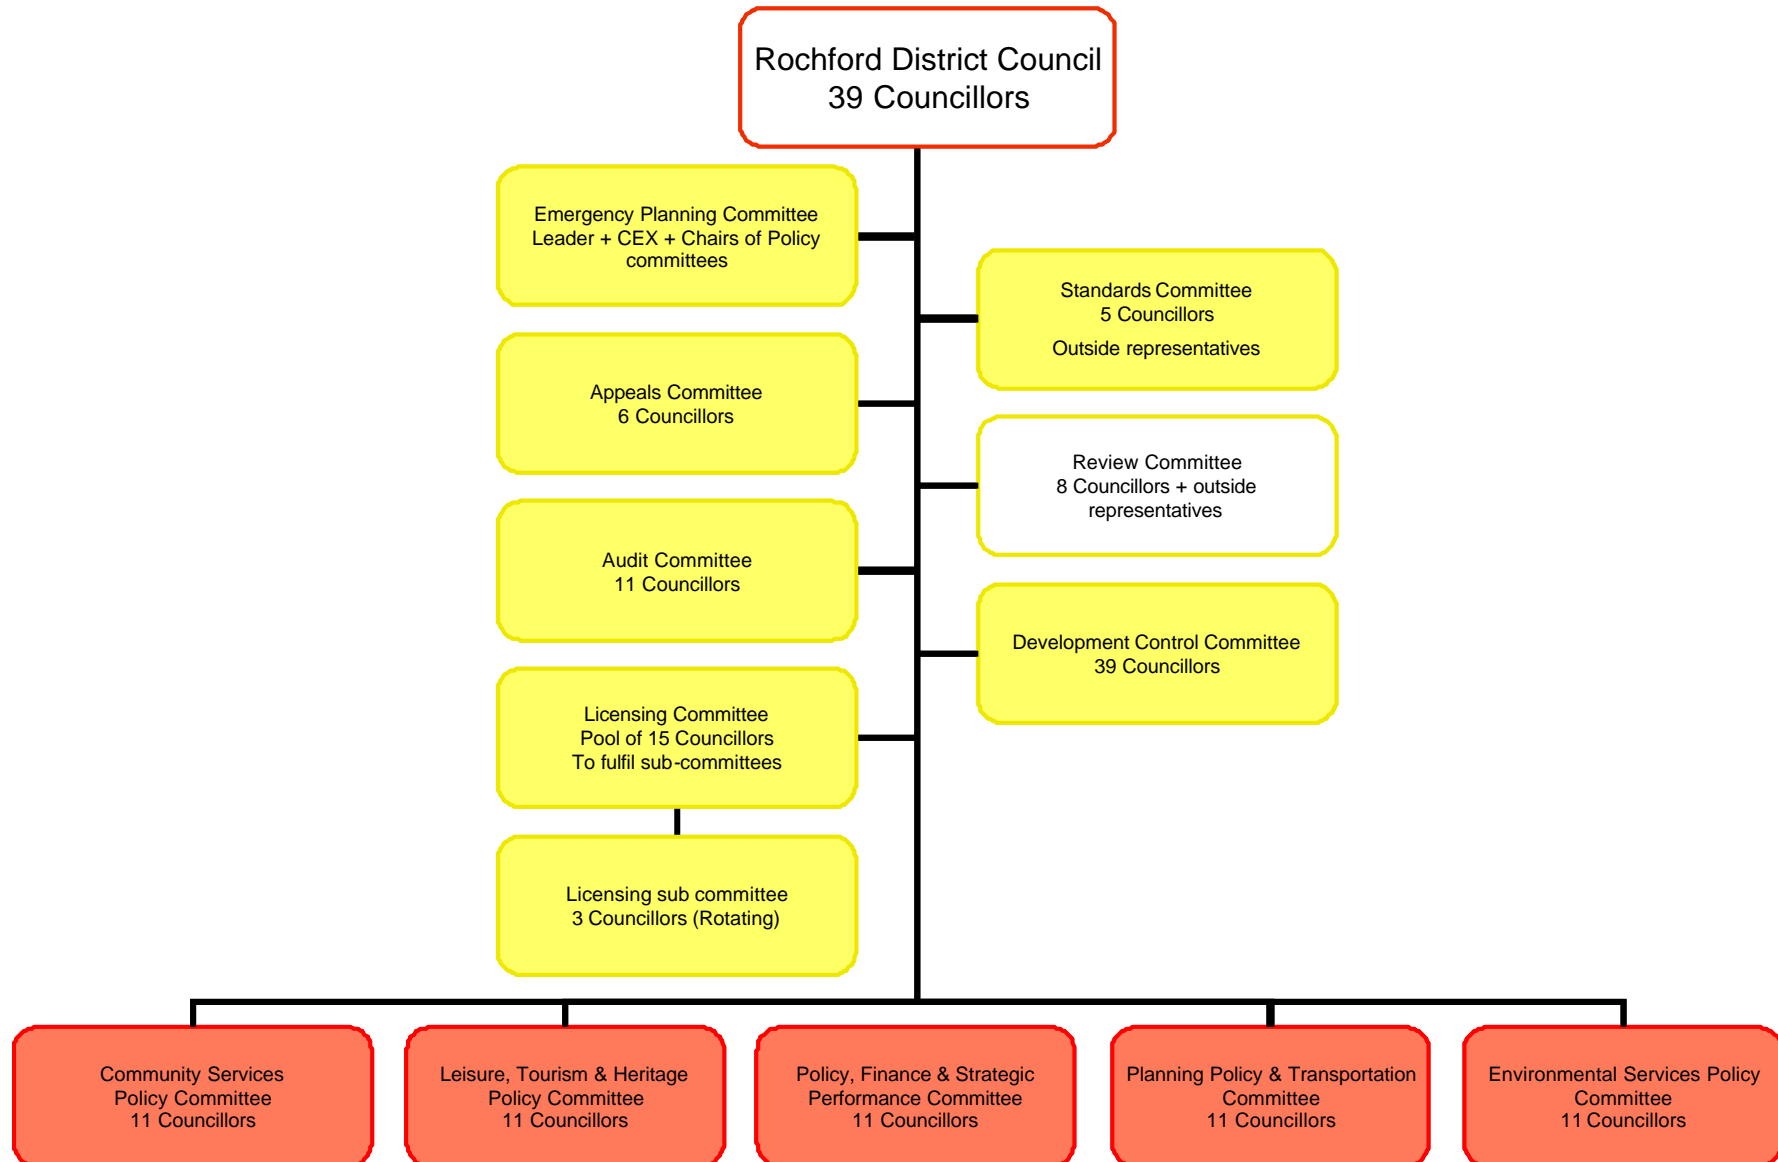 Rochford District Council
39 Councillors
Emergency Planning Committee
Leader + CEX + Chairs of Policy
committees
Standards Committee
5 Councillors
Outside representatives
Appeals Committee
6 Councillors
Review Committee
8 Councillors + outside
representatives
Audit Committee
11 Councillors
Development Control Committee
39 Councillors
Licensing Committee
Pool of 15 Councillors
To fulfil sub-committees
Licensing sub committee
3 Councillors (Rotating)
Community Services
Policy Committee
11 Councillors
Leisure, Tourism & Heritage
Policy Committee
11 Councillors
Policy, Finance & Strategic
Performance Committee
11 Councillors
Planning Policy & Transportation
Committee
11 Councillors
Environmental Services Policy
Committee
11 Councillors